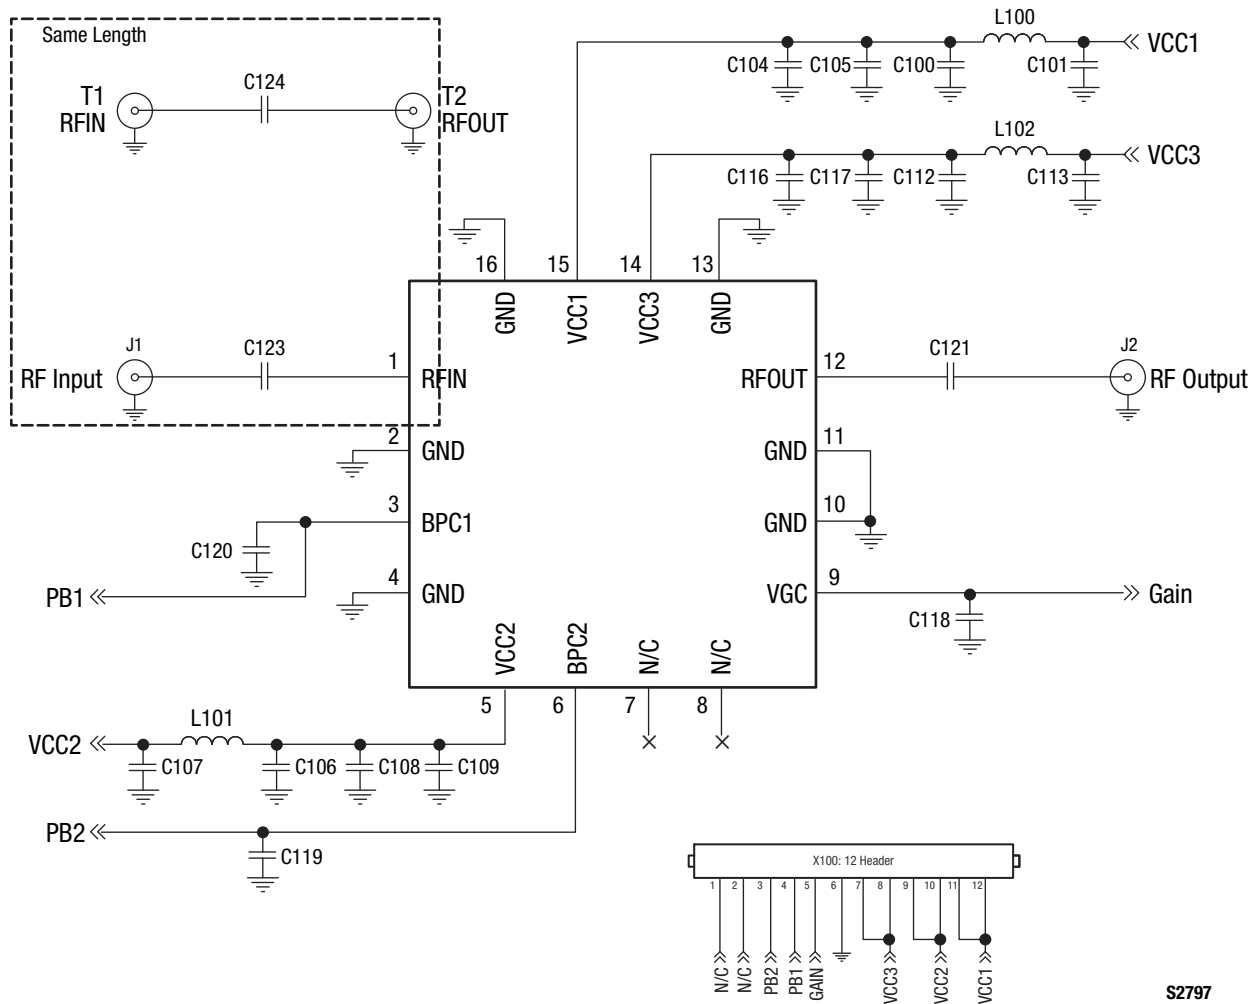 Same Length
T1
RFIN
C124
T2
RFOUT
C104
C105
C100
L100
C101
VCC1
C116
C117
C112
L102
C113
VCC3
16
15
14
13
GND
VCC1
VCC3
GND
RF Input
J1
C123
1
RFIN
RFOUT
12
C121
J2
RF Output
2
GND
GND
11
3
BPC1
GND
10
C120
PB1
4
GND
VGC
9
C118
Gain
VCC2
BPC2
N/C
N/C
5
6
7
8
VCC2
L101
C107
C106
C108
C109
PB2
C119
X100: 12 Header
1 2 3 4 5 6 7 8 9 10 11 12
N/C
N/C
PB2
PB1
GAIN
VCC3
VCC2
VCC1
S2797